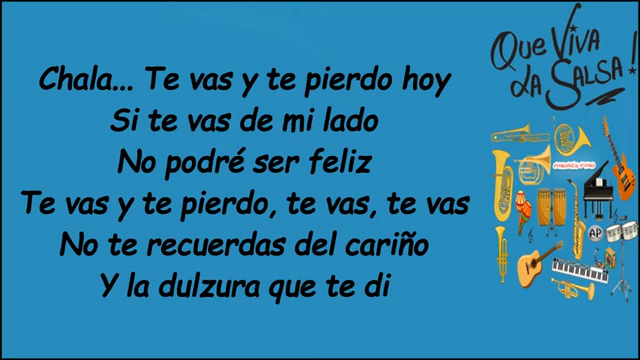 Que Viva
La Salsa!
Chala... Te vas y te pierdo hoy
Si te vas de mi lado
No podré ser feliz
Te vas y te pierdo, te vas, te vas
No te recuerdas del cariño
Y la dulzura que te di
AP